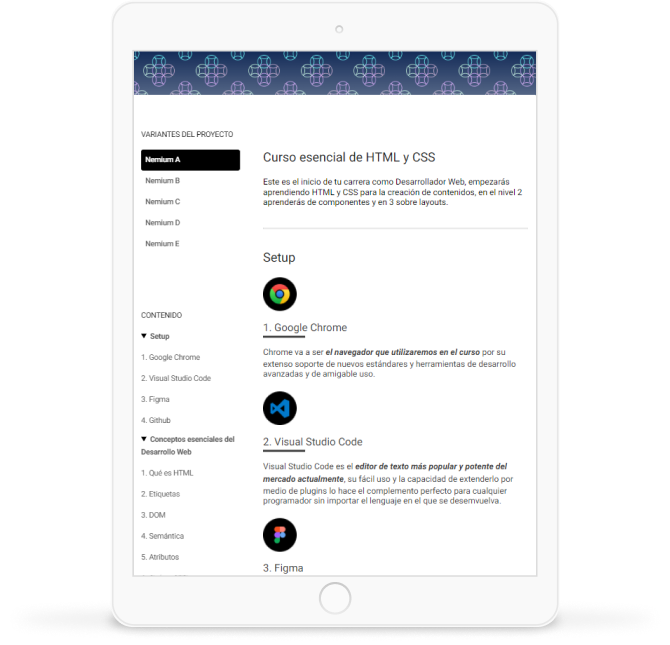 VARIANTES DEL PROYECTO
Nemium A
Nemium B
Nemium C
Nemium D
Nemium E
CONTENIDO
▼ Setup
1. Google Chrome
2. Visual Studio Code
3. Figma
4. Github
▼ Conceptos esenciales del
Desarrollo Web
1. Qué es HTML
2. Etiquetas
3. DOM
4. Semántica
5. Atributos
Curso esencial de HTML y CSS
Este es el inicio de tu carrera como Desarrollador Web, empezarás
aprendiendo HTML y CSS para la creación de contenidos, en el nivel 2
aprenderás de componentes y en 3 sobre layouts.
Setup
1. Google Chrome
Chrome va a ser el navegador que utilizaremos en el curso por su
extenso soporte de nuevos estándares y herramientas de desarrollo
avanzadas y de amigable uso.
2. Visual Studio Code
Visual Studio Code es el editor de texto más popular y potente del
mercado actualmente, su fácil uso y la capacidad de extenderlo por
medio de plugins lo hace el complemento perfecto para cualquier
programador sin importar el lenguaje en el que se desemvuelva.
3. Figma